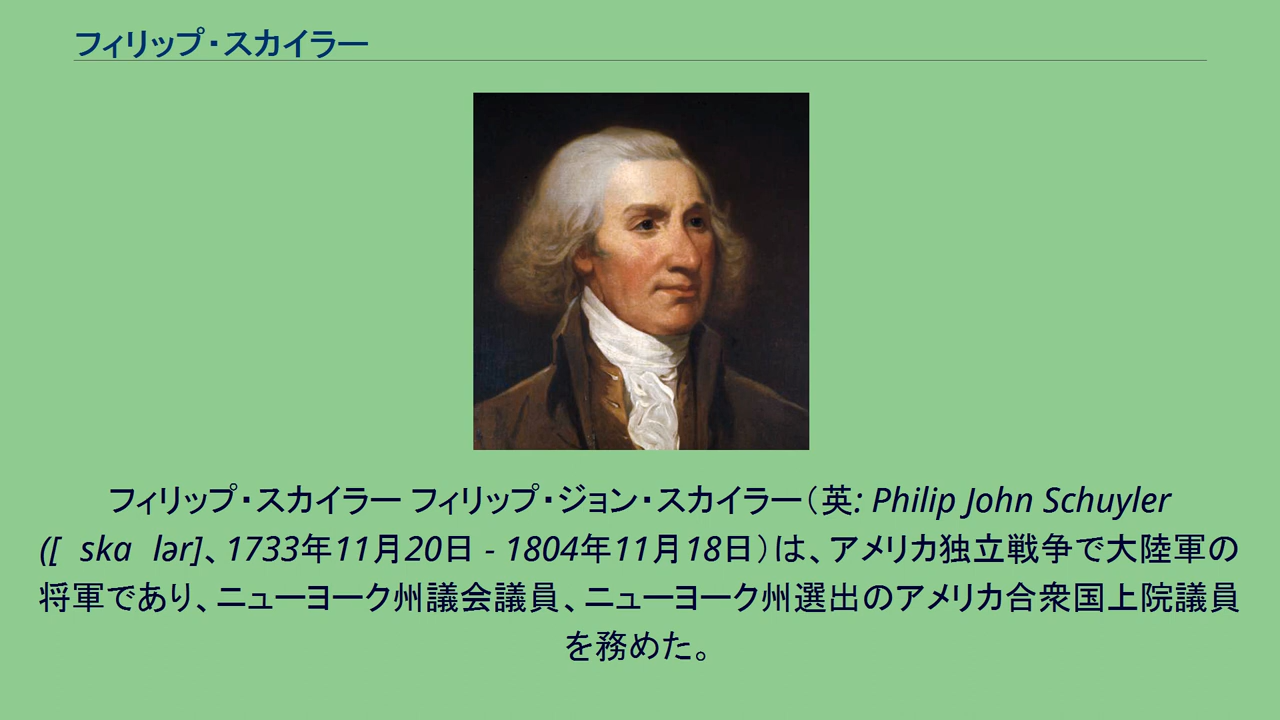 フィリップ・スカイラー
フィリップ・スカイラー フィリップ・ジョン・スカイラー（英: Philip John Schuyler
([ ska lər]、1733年11月20日 - 1804年11月18日）は、アメリカ独立戦争で大陸軍の
将軍であり、ニューヨーク州議会議員、ニューヨーク州選出のアメリカ合衆国上院議員
を務めた。